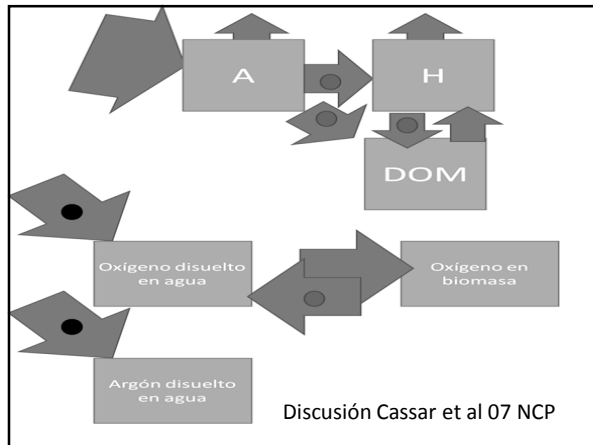 A
H
DOM
Oxígeno disuelto
en agua
Oxígeno en
biomasa
Argón disuelto
en agua
Discusión Cassar et al 07 NCP